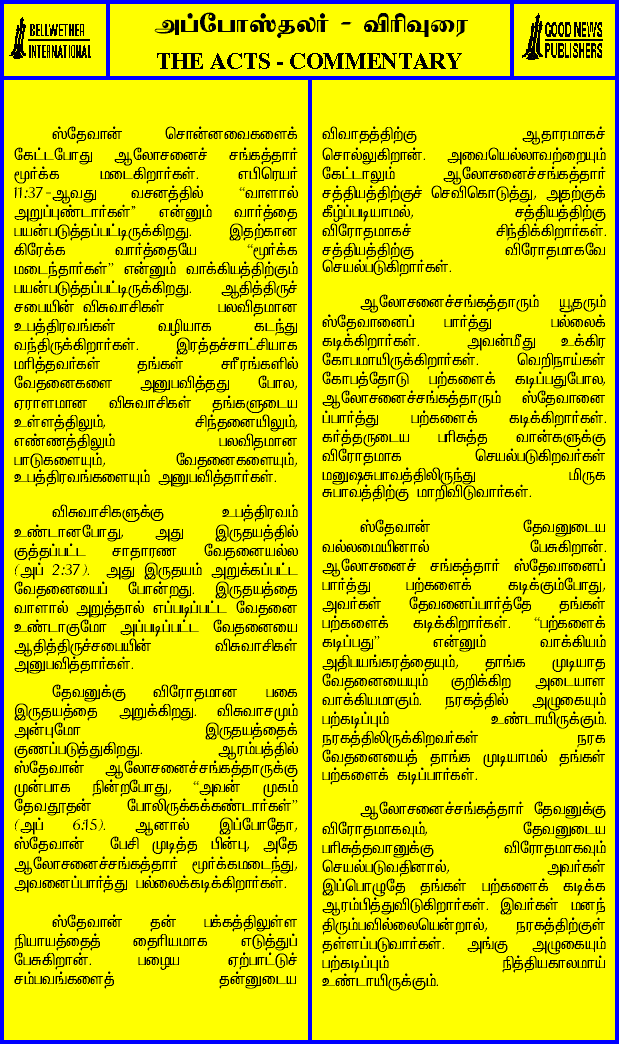 BELLWETHER
INTERNATIONAL
அப்போஸ்தலர் - விரிவுரை
THE ACTS - COMMENTARY
GOOD NEWS
PUBLISHERS
ஸ்தேவான் சொன்னவைகளைக்
கேட்டபோது ஆலோசனைச் சங்கத்தார்
மூர்க்க மடைகிறார்கள். எபிரெயர்
11:37-ஆவது வசனத்தில் “வாளால்
அறுப்புண்டார்கள்” என்னும் வார்த்தை
பயன்படுத்தப்பட்டிருக்கிறது. இதற்கான
கிரேக்க வார்த்தையே “மூர்க்க
மடைந்தார்கள்” என்னும் வாக்கியத்திற்கும்
பயன்படுத்தப்பட்டிருக்கிறது. ஆதித்திருச்
சபையின் விசுவாசிகள் பலவிதமான
உபத்திரவங்கள் வழியாக கடந்து
வந்திருக்கிறார்கள். இரத்தச்சாட்சியாக
மரித்தவர்கள் தங்கள் சரீரங்களில்
வேதனைகளை அனுபவித்தது போல,
ஏராளமான விசுவாசிகள் தங்களுடைய
உள்ளத்திலும், சிந்தனையிலும்,
எண்ணத்திலும் பலவிதமான
பாடுகளையும், வேதனைகளையும்,
உபத்திரவங்களையும் அனுபவித்தார்கள்.
விசுவாசிகளுக்கு உபத்திரவம்
உண்டானபோது, அது இருதயத்தில்
குத்தப்பட்ட சாதாரண வேதனையல்ல
(அப் 2:37). அது இருதயம் அறுக்கப்பட்ட
வேதனையைப் போன்றது. இருதயத்தை
வாளால் அறுத்தால் எப்படிப்பட்ட வேதனை
உண்டாகுமோ அப்படிப்பட்ட வேதனையை
ஆதித்திருச்சபையின் விசுவாசிகள்
அனுபவித்தார்கள்.
தேவனுக்கு விரோதமான பகை
இருதயத்தை அறுக்கிறது. விசுவாசமும்
அன்புமோ இருதயத்தைக்
குணப்படுத்துகிறது. ஆரம்பத்தில்
ஸ்தேவான் ஆலோசனைச்சங்கத்தாருக்கு
முன்பாக நின்றபோது, “அவன் முகம்
தேவதூதன் போலிருக்கக்கண்டார்கள்”
(அப் 6:15). ஆனால் இப்போதோ,
ஸ்தேவான் பேசி முடித்த பின்பு, அதே
ஆலோசனைச்சங்கத்தார் மூர்க்கமடைந்து,
அவனைப்பார்த்து பல்லைக்கடிக்கிறார்கள்.
ஸ்தேவான் தன் பக்கத்திலுள்ள
நியாயத்தைத் தைரியமாக எடுத்துப்
பேசுகிறான். பழைய ஏற்பாட்டுச்
சம்பவங்களைத் தன்னுடைய
விவாதத்திற்கு ஆதாரமாகச்
சொல்லுகிறான். அவையெல்லாவற்றையும்
கேட்டாலும் ஆலோசனைச்சங்கத்தார்
சத்தியத்திற்குச் செவிகொடுத்து, அதற்குக்
கீழ்ப்படியாமல், சத்தியத்திற்கு
விரோதமாகச் சிந்திக்கிறார்கள்.
சத்தியத்திற்கு விரோதமாகவே
செயல்படுகிறார்கள்.
ஆலோசனைச்சங்கத்தாரும் யூதரும்
ஸ்தேவானைப் பார்த்து பல்லைக்
கடிக்கிறார்கள். அவன்மீது உக்கிர
கோபமாயிருக்கிறார்கள். வெறிநாய்கள்
கோபத்தோடு பற்களைக் கடிப்பதுபோல,
ஆலோசனைச்சங்கத்தாரும் ஸ்தேவானை
ப்பார்த்து பற்களைக் கடிக்கிறார்கள்.
கர்த்தருடைய பரிசுத்த வான்களுக்கு
விரோதமாக செயல்படுகிறவர்கள்
மனுஷசுபாவத்திலிருந்து மிருக
சுபாவத்திற்கு மாறிவிடுவார்கள்.
ஸ்தேவான் தேவனுடைய
வல்லமையினால் பேசுகிறான்.
ஆலோசனைச் சங்கத்தார் ஸ்தேவானைப்
பார்த்து பற்களைக் கடிக்கும்போது,
அவர்கள் தேவனைப்பார்த்தே தங்கள்
பற்களைக் கடிக்கிறார்கள். “பற்களைக்
கடிப்பது” என்னும் வாக்கியம்
அதிபயங்கரத்தையும், தாங்க முடியாத
வேதனையையும் குறிக்கிற அடையாள
வாக்கியமாகும். நரகத்தில் அழுகையும்
பற்கடிப்பும் உண்டாயிருக்கும்.
நரகத்திலிருக்கிறவர்கள் நரக
வேதனையைத் தாங்க முடியாமல் தங்கள்
பற்களைக் கடிப்பார்கள்.
ஆலோசனைச்சங்கத்தார் தேவனுக்கு
விரோதமாகவும், தேவனுடைய
பரிசுத்தவானுக்கு விரோதமாகவும்
செயல்படுவதினால், அவர்கள்
இப்பொழுதே தங்கள் பற்களைக் கடிக்க
ஆரம்பித்துவிடுகிறார்கள். இவர்கள் மனந்
திரும்பவில்லையென்றால், நரகத்திற்குள்
தள்ளப்படுவார்கள். அங்கு அழுகையும்
பற்கடிப்பும் நித்தியகாலமாய்
உண்டாயிருக்கும்.